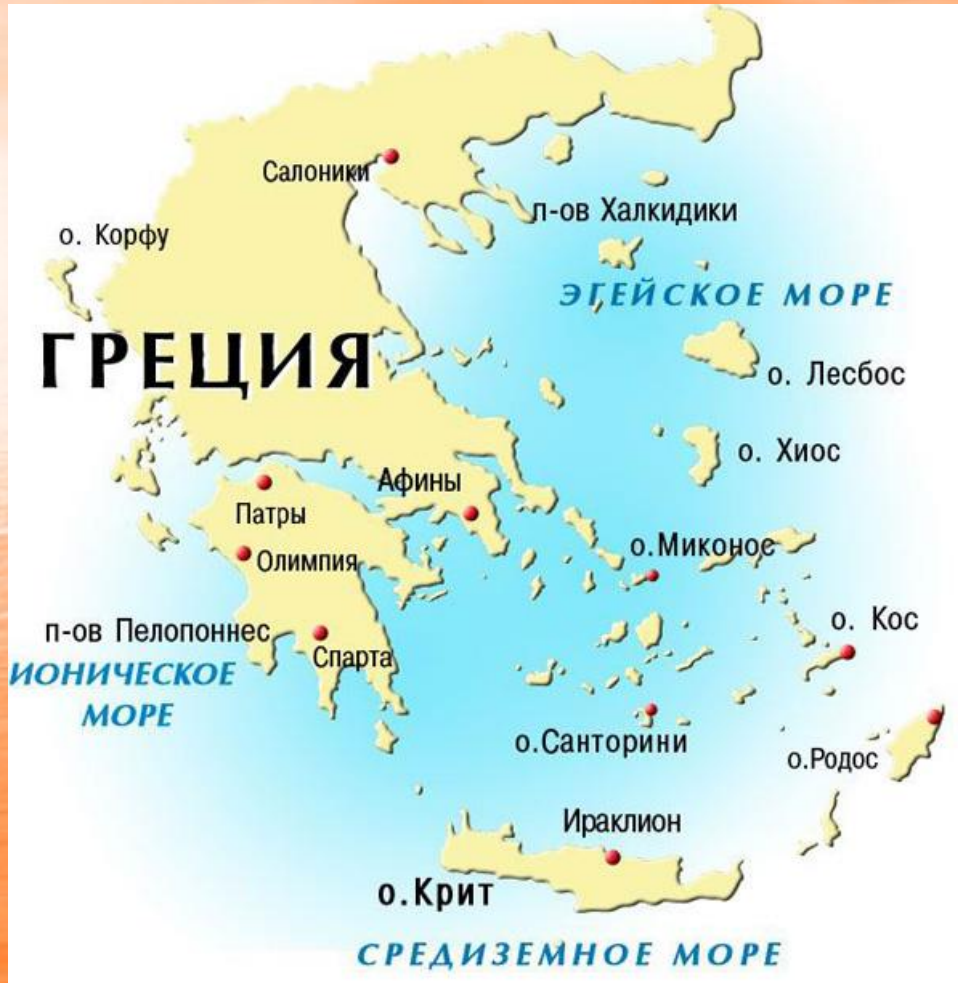 Салоники
п-ов Халкидики
о. Корфу
ЭГЕЙСКОЕ МОРЕ
ГРЕЦИЯ
о. Лесбос
о. Хиос
Афины
Патры
о.Миконос
Олимпия
о. Кос
п-ов Пелопоннес
Спарта
ИОНИЧЕСКОЕ
МОРЕ
о.Санторини
о.Родос
Ираклион
о.Крит
СРЕДИЗЕМНОЕ МОРЕ